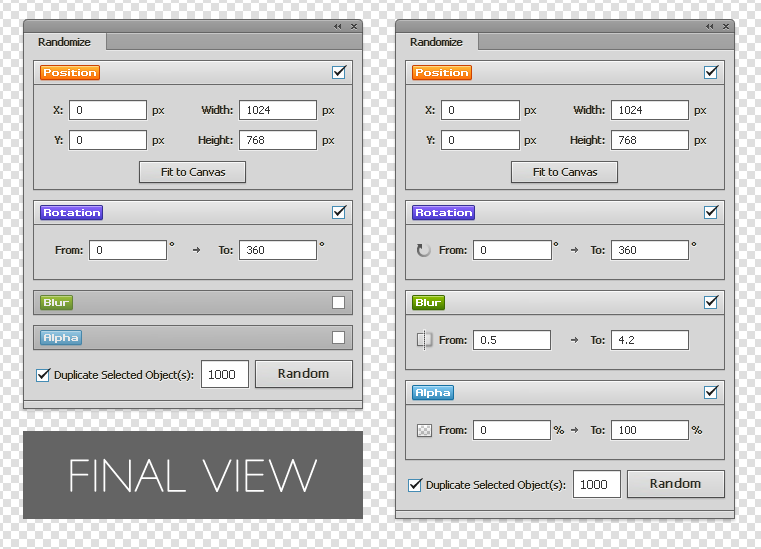 Randomize
Position
X: 0 px Width: 1024 px
Y: 0 px Height: 768 px
Fit to Canvas
Rotation
From: 0 ° → To: 360 °
Blur
Alpha
Duplicate Selected Object(s): 1000 Random
FINAL VIEW
Randomize
Position
X: 0 px Width: 1024 px
Y: 0 px Height: 768 px
Fit to Canvas
Rotation
From: 0 ° → To: 360 °
Blur
From: 0.5 → To: 4.2
Alpha
From: 0 % → To: 100 %
Duplicate Selected Object(s): 1000 Random